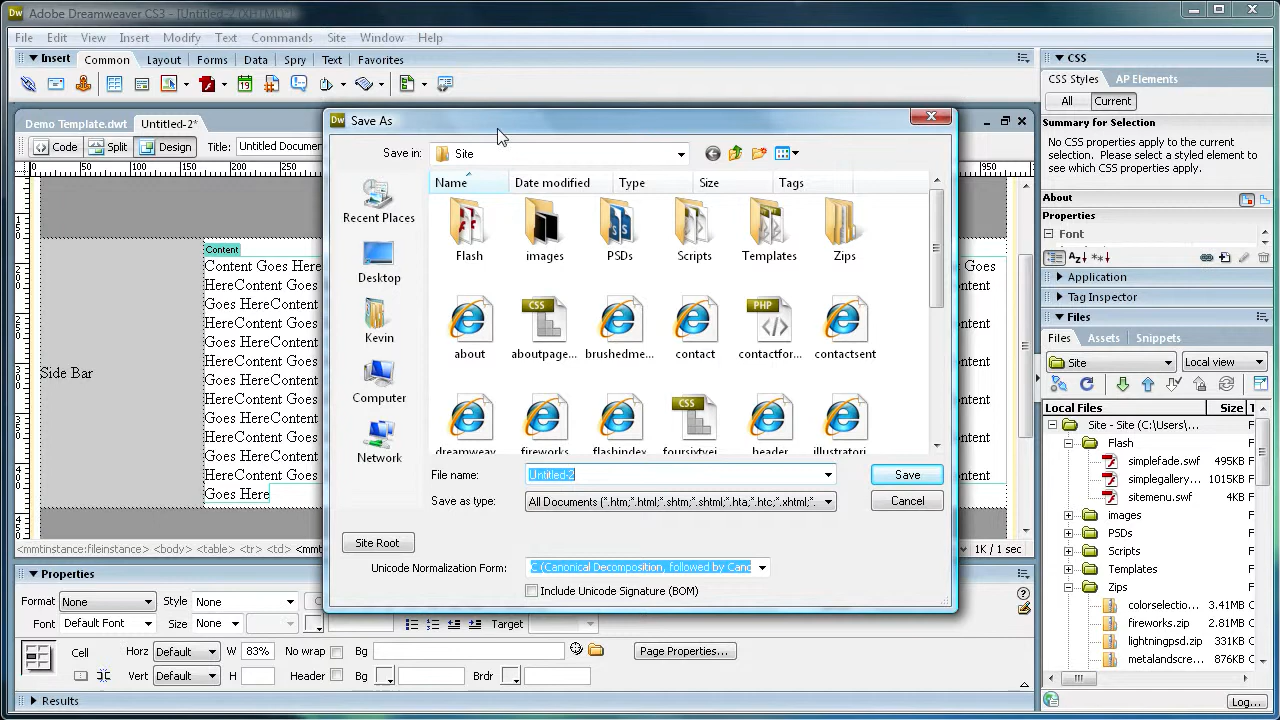 Adobe Dreamweaver CS3 - [Untitled-2 (XHTML)*]
File Edit View Insert Modify Text Commands Site Window Help
Insert Common Layout Forms Data Spry Text Favorites
Demo Template.dwt Untitled-2*
Code Split Design Title: Untitled Documen
150 100 50 0 50 100
950
Content
Content Goes Here
HereContent Goes
Goes HereContent
HereContent Goes
Goes HereContent
HereContent Goes
Goes HereContent
HereContent Goes
Goes HereContent
HereContent Goes
Goes HereContent
HereContent Goes
Goes Here
Side Bar
Goes
<mmtinstance:fileinstance> <body> <table> <tr> <td> <mm
1K / 1 sec
Save As
Save in: Site
Name Date modified Type Size Tags
Recent Places
Desktop
Kevin
Computer
Network
Flash images PSDs Scripts Templates Zips
about aboutpage... brushedme... contact contactfor... contactsent
dreamweav... fireworks flashindex foursixtyei... header illustratori...
File name: Untitled-2 Save
Save as type: All Documents (*.htm;*.html;*.shtm;*.shtml;*.hta;*.htc;*.xhtml;*. Cancel
Site Root
Unicode Normalization Form: C (Canonical Decomposition, followed by Cano
Include Unicode Signature (BOM)
Properties
Format None Style None
Font Default Font Size None Target
Cell Horz Default W 83% No wrap Bg Page Properties...
Vert Default H Header Bg Brdr
Results
CSS
CSS Styles AP Elements
All Current
Summary for Selection
No CSS properties apply to the
current selection. Please
select a styled element to
see which CSS properties apply.
About
Properties
Font
Application
Tag Inspector
Files
Files Assets Snippets
Site Local view
Local Files Size T
Site - Site (C:\Users\... F
Flash F
simplefade.swf 495KB F
simplegallery... 1015KB F
sitemenu.swf 4KB F
images F
PSDs F
Scripts F
Templates F
Zips F
colorselection... 3.41MB F
fireworks.zip 2.81MB F
lightningpsd.zip 641KB F
metalandscre... 876KB F
Log...